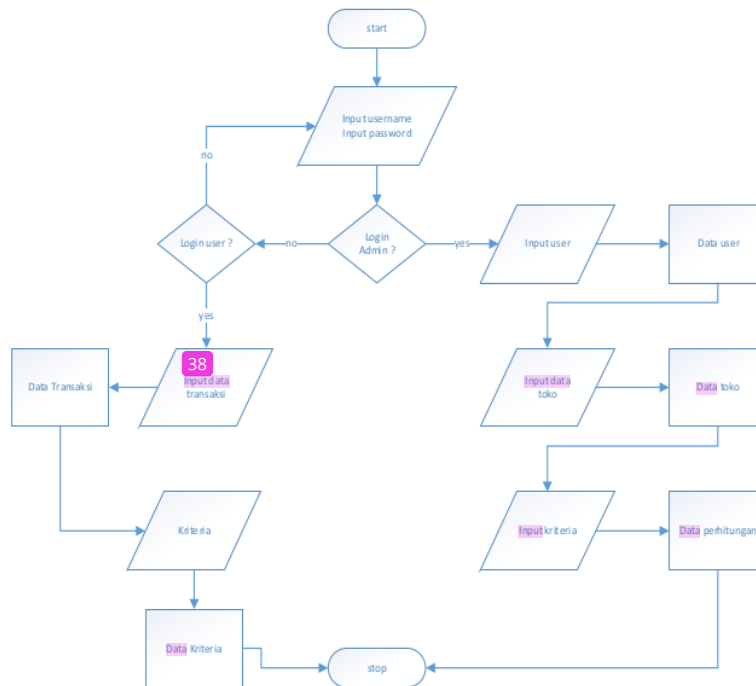 start
Input username
Input password
no
Login user ?
no
Login
Admin ?
yes
Input user
Data user
yes
38
Data Transaksi
Input data
transaksi
Input data
toko
Data toko
Kriteria
Input kriteria
Data perhitungan
Data Kriteria
stop